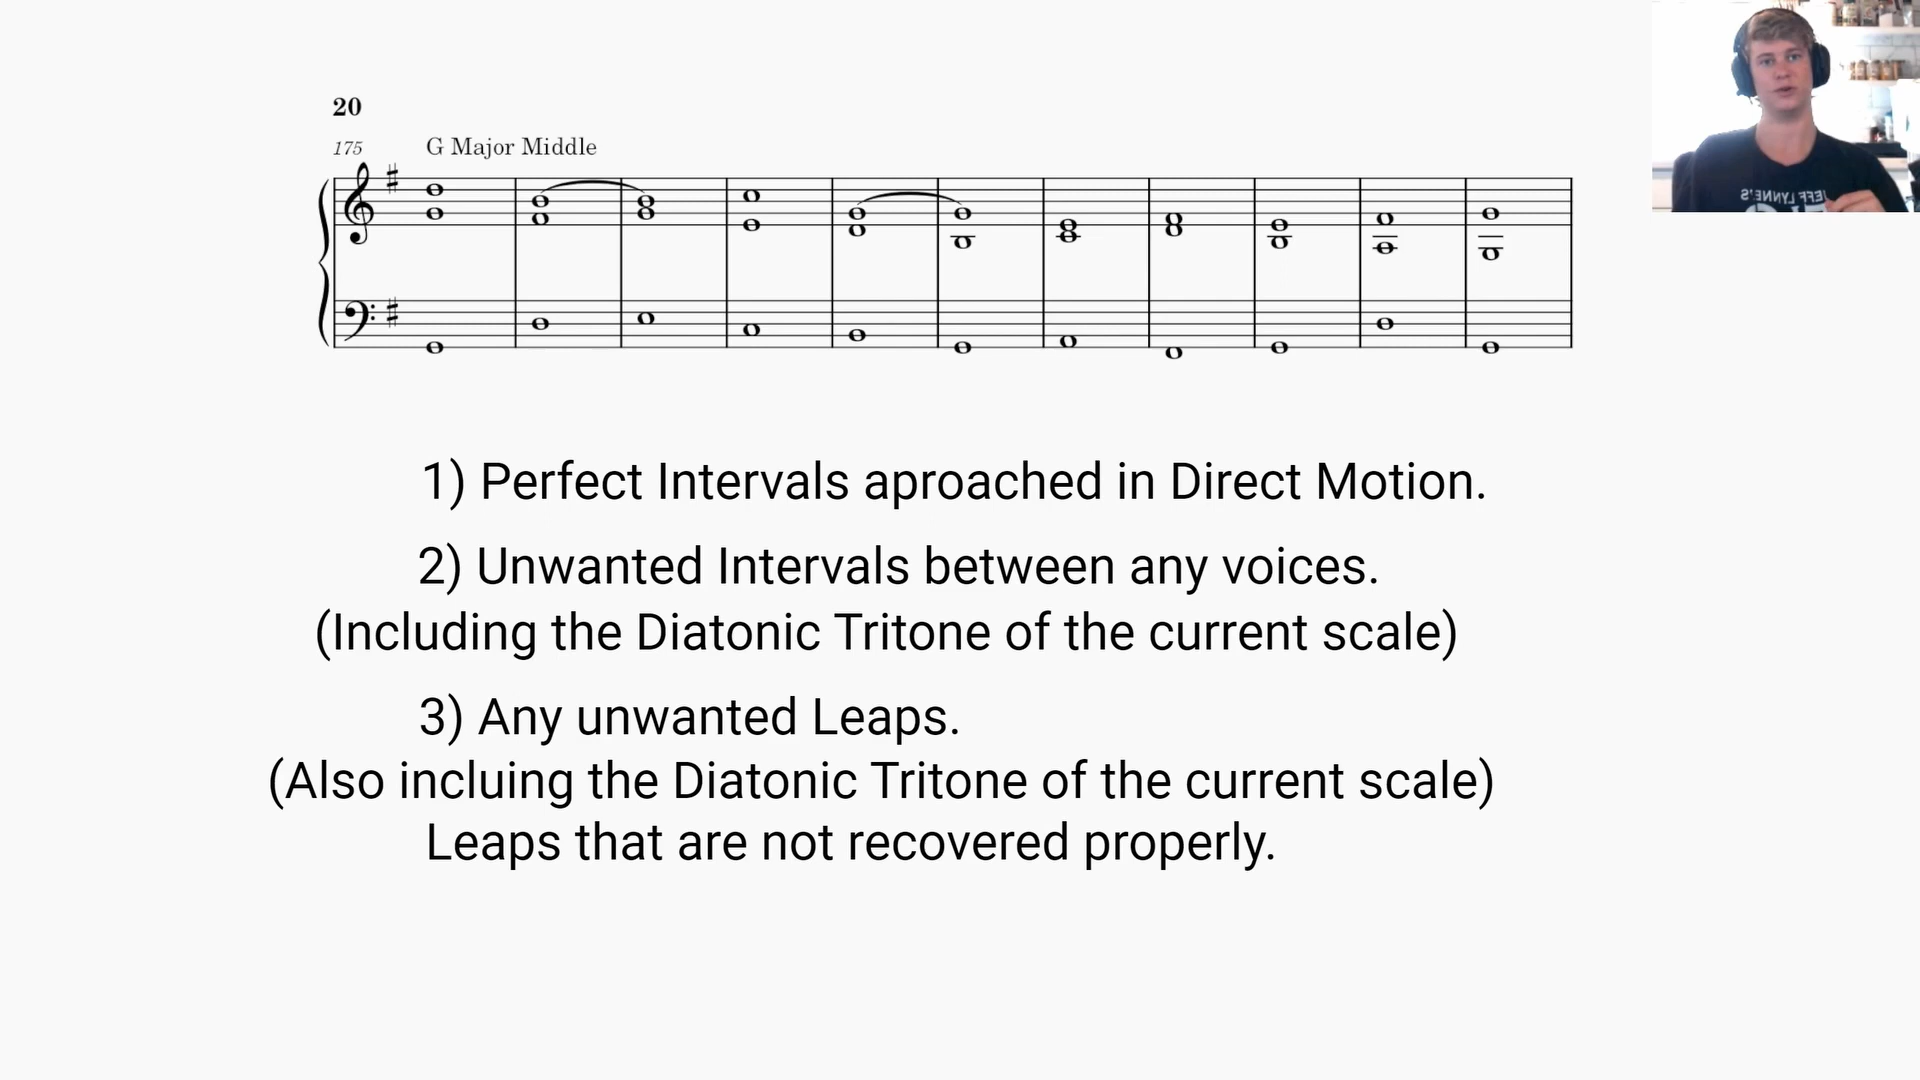 20
175 G Major Middle
1) Perfect Intervals aproached in Direct Motion.
2) Unwanted Intervals between any voices.
(Including the Diatonic Tritone of the current scale)
3) Any unwanted Leaps.
(Also incluing the Diatonic Tritone of the current scale)
Leaps that are not recovered properly.
JEFF LYNNE'S